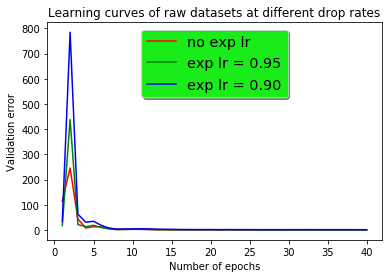 Learning curves of raw datasets at different drop rates
no exp lr
exp lr = 0.95
exp lr = 0.90
Validation error
800
700
600
500
400
300
200
100
0
0 5 10 15 20 25 30 35 40
Number of epochs